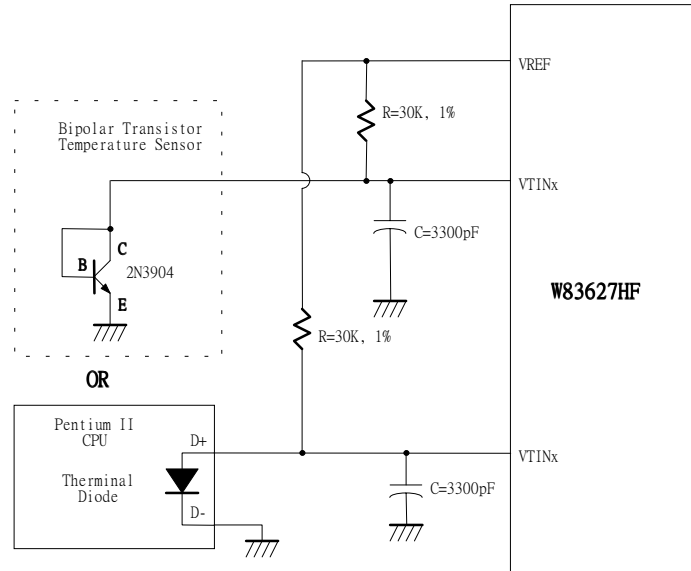 VREF
R=30K, 1%
Bipolar Transistor
Temperature Sensor
VTINx
C=3300pF
C
B
2N3904
E
W83627HF
R=30K, 1%
OR
Pentium II
CPU
D+
VTINx
Therminal
Diode
C=3300pF
D-